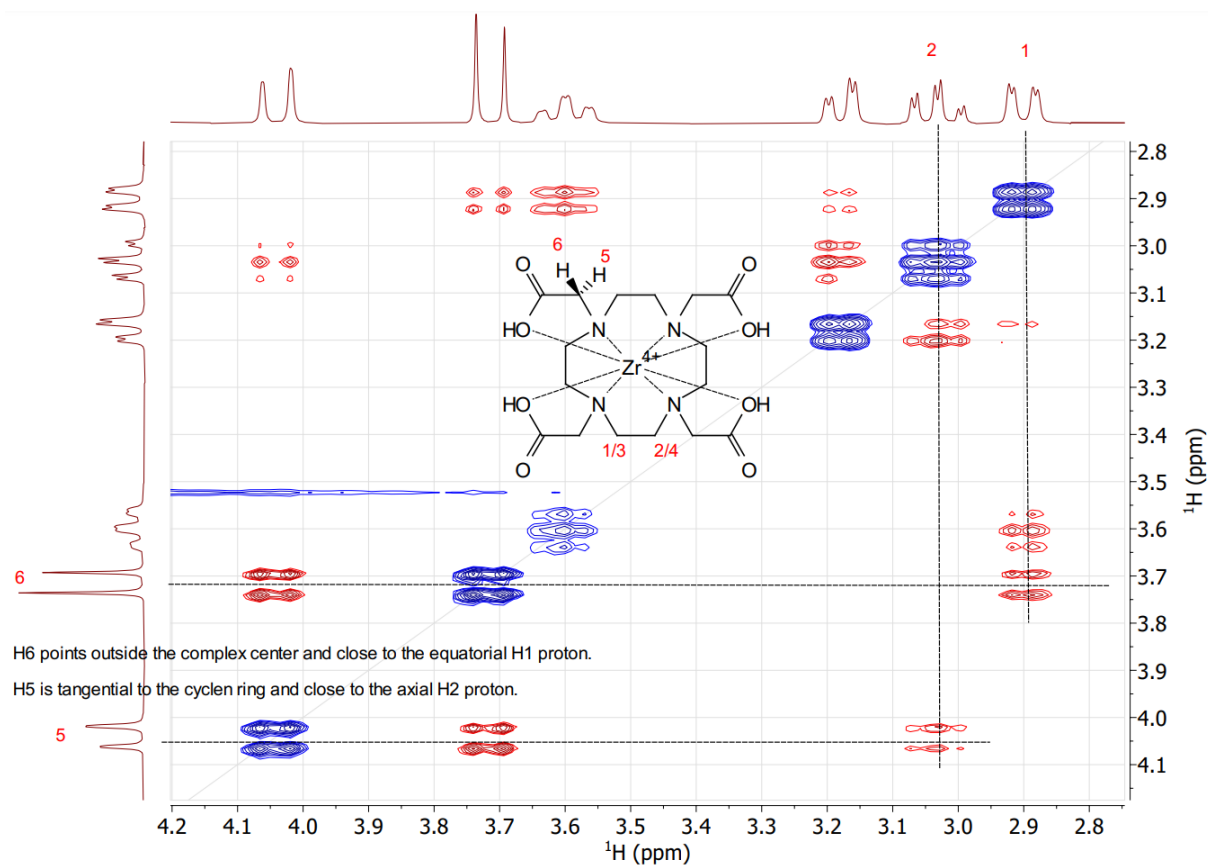 2 1
2.8
2.9
3.0
3.1
3.2
3.3
3.4
3.5
3.6
3.7
3.8
3.9
4.0
4.1
¹H (ppm)
6 5
H H
O O
HO N N OH
Zr⁴⁺
HO N N OH
O O
1/3 2/4
6
H6 points outside the complex center and close to the equatorial H1 proton.
H5 is tangential to the cyclen ring and close to the axial H2 proton.
5
4.2 4.1 4.0 3.9 3.8 3.7 3.6 3.5 3.4 3.3 3.2 3.1 3.0 2.9 2.8
¹H (ppm)